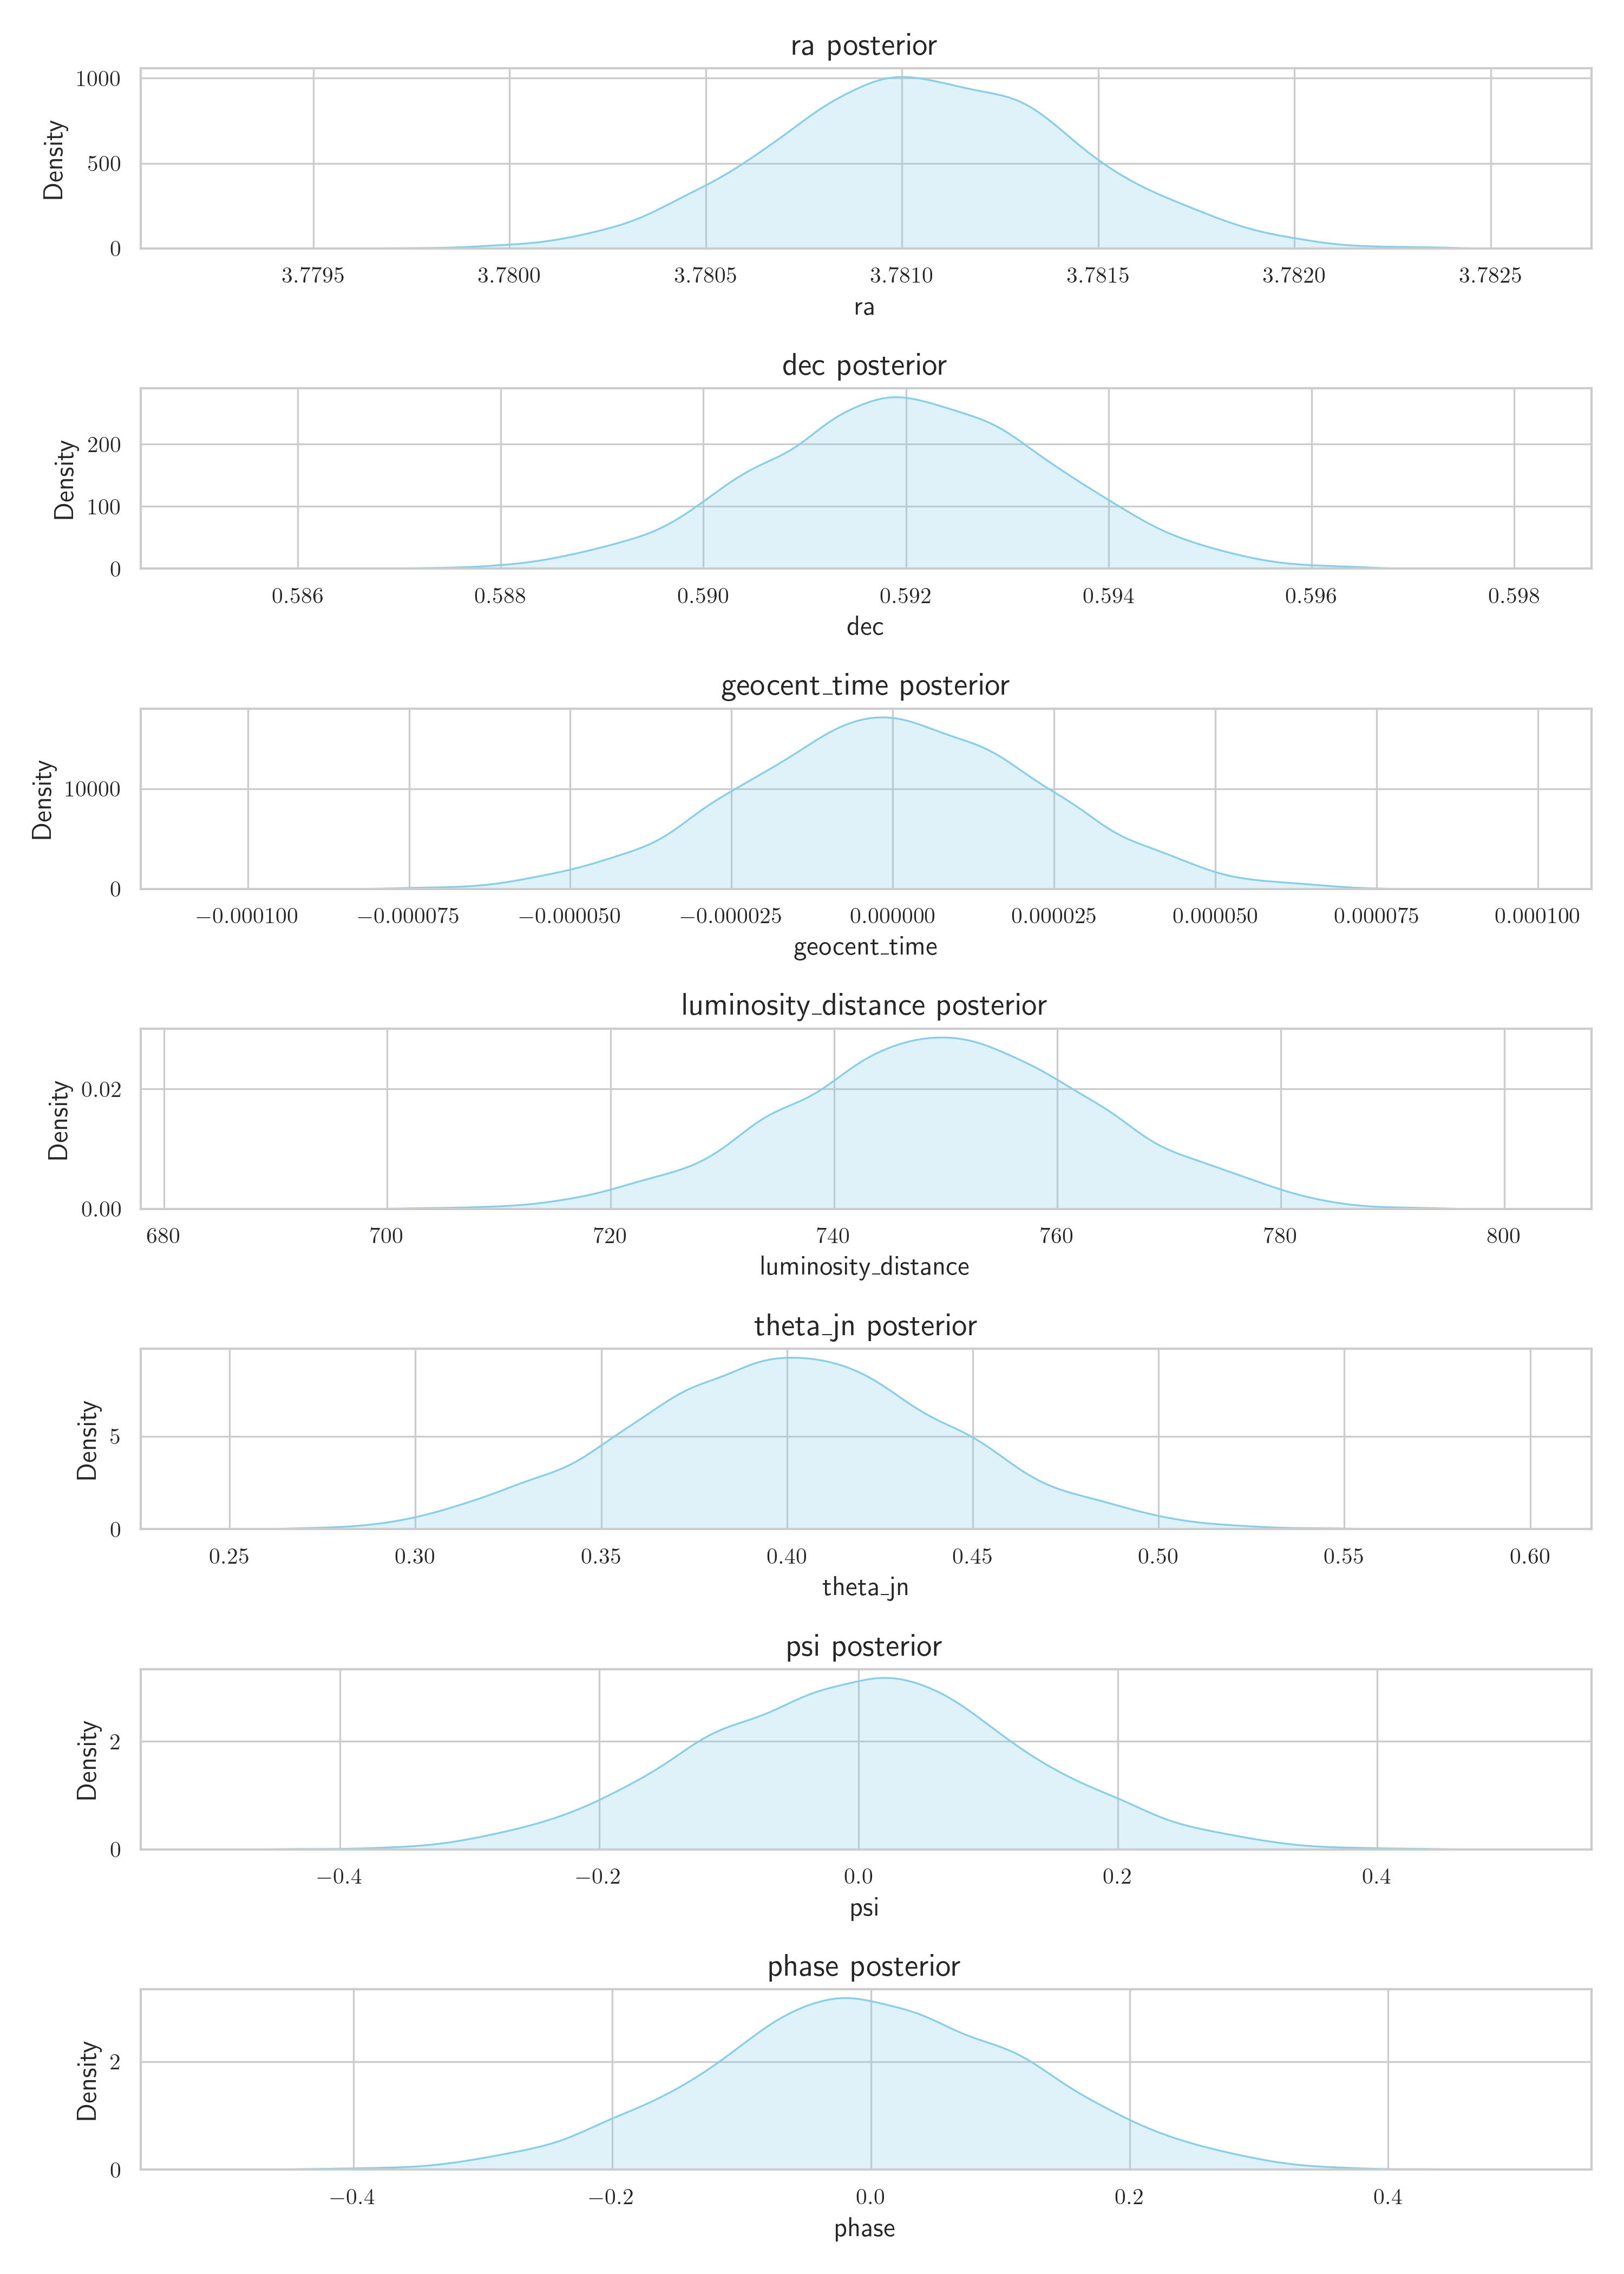 ra posterior
Density
1000
500
0
3.7795 3.7800 3.7805 3.7810 3.7815 3.7820 3.7825
ra
dec posterior
Density
200
100
0
0.586 0.588 0.590 0.592 0.594 0.596 0.598
dec
geocent_time posterior
Density
10000
0
−0.000100 −0.000075 −0.000050 −0.000025 0.000000 0.000025 0.000050 0.000075 0.000100
geocent_time
luminosity_distance posterior
Density
0.02
0.00
680 700 720 740 760 780 800
luminosity_distance
theta_jn posterior
Density
5
0
0.25 0.30 0.35 0.40 0.45 0.50 0.55 0.60
theta_jn
psi posterior
Density
2
0
−0.4 −0.2 0.0 0.2 0.4
psi
phase posterior
Density
2
0
−0.4 −0.2 0.0 0.2 0.4
phase